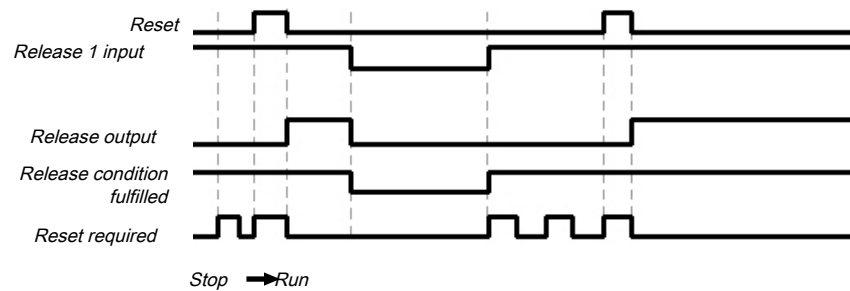 Reset
Release 1 input
Release output
Release condition
fulfilled
Reset required
Stop Run